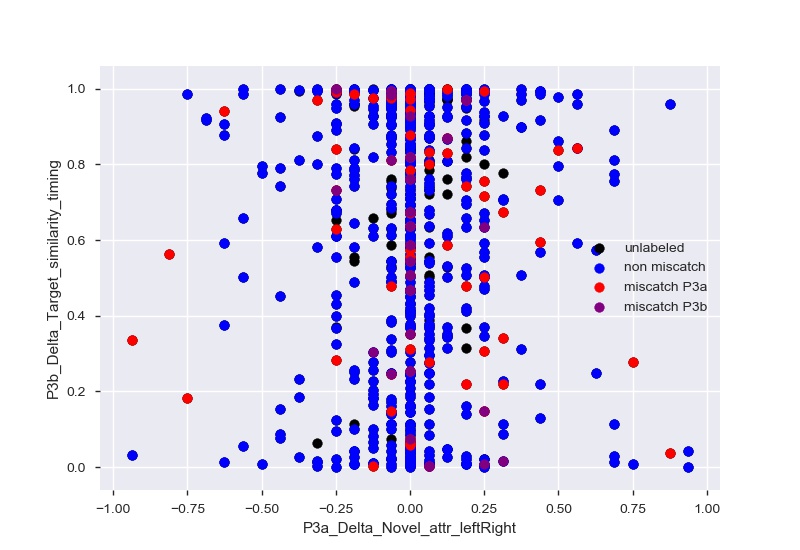 1.0
0.8
0.6
0.4
0.2
0.0
P3b_Delta_Target_similarity_timing
unlabeled
non miscatch
miscatch P3a
miscatch P3b
−1.00 −0.75 −0.50 −0.25 0.00 0.25 0.50 0.75 1.00
P3a_Delta_Novel_attr_leftRight